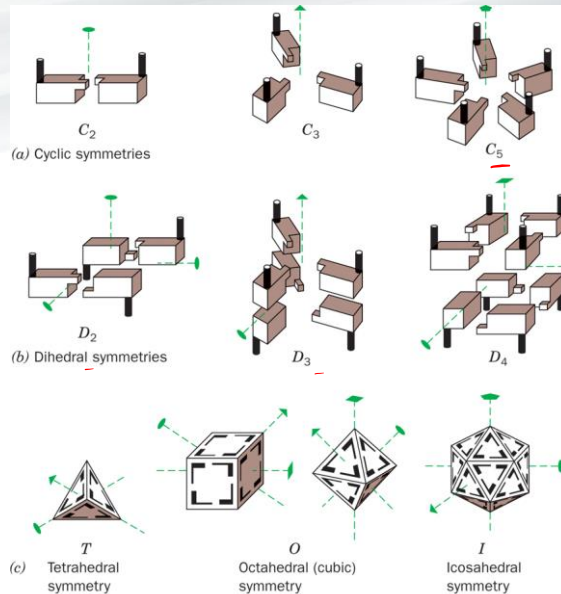 C2 C3 C5
(a) Cyclic symmetries
D2 D3 D4
(b) Dihedral symmetries
T O I
(c) Tetrahedral symmetry Octahedral (cubic) symmetry Icosahedral symmetry